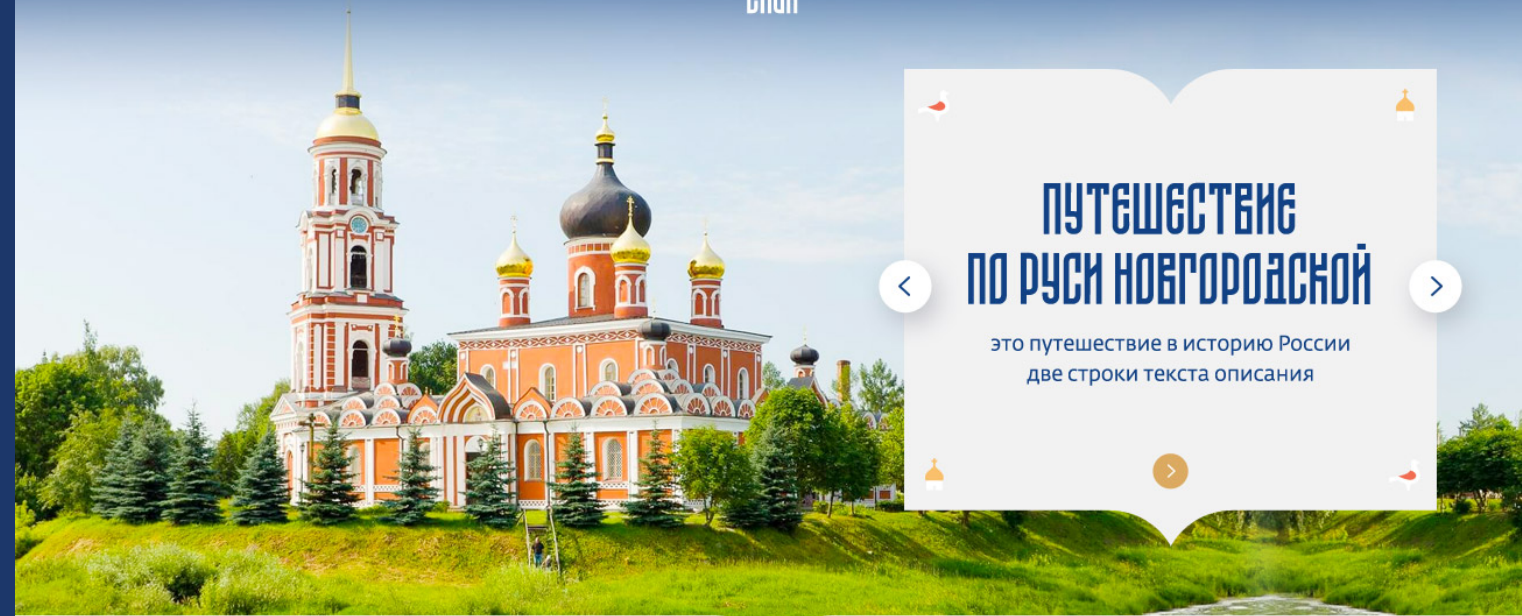 ПУТЕШЕСТВИЕ
ПО РУСИ НОВГОРОДСКОЙ
это путешествие в историю России
две строки текста описания